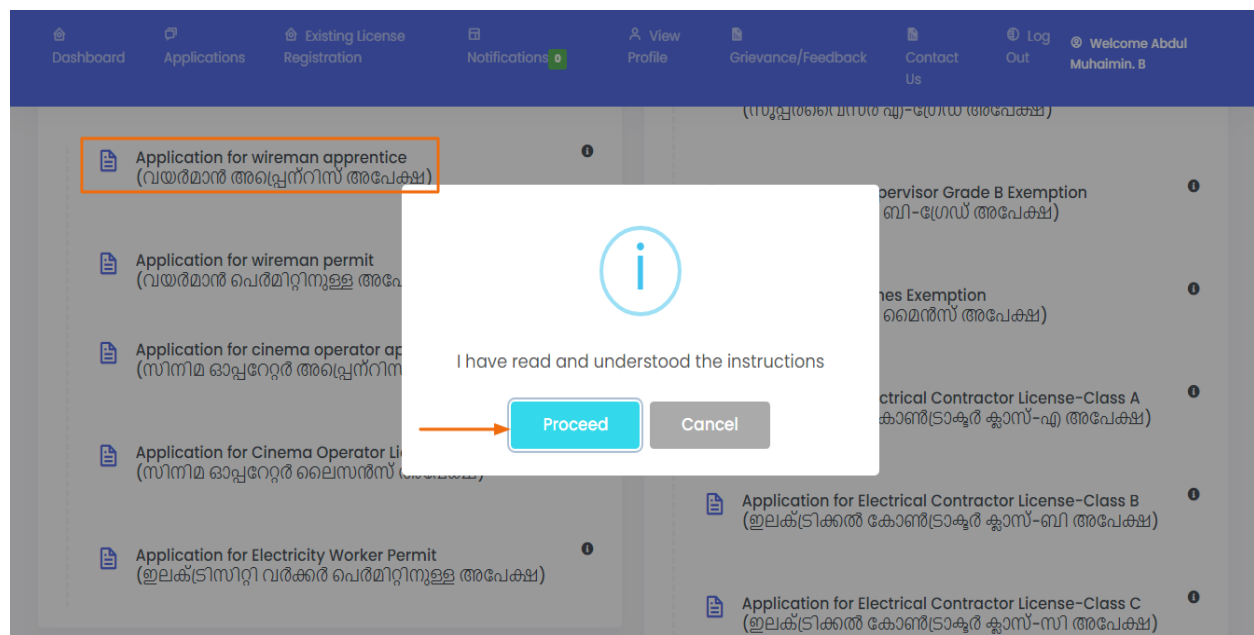 Dashboard
Applications
Existing License
Registration
Notifications 0
View
Profile
Grievance/Feedback
Contact
Us
Log
Out
Welcome Abdul
Muhaimin. B
(സൂപ്പർവൈസർ എ-ഗ്രേഡ് അപേക്ഷ)
Application for wireman apprentice
(വയർമാൻ അപ്രെന്റിസ് അപേക്ഷ)
Application for wireman permit
(വയർമാൻ പെർമിറ്റിനുള്ള
Application for cinema operator
(സിനിമ ഓപ്പറേറ്റർ
Application for Cinema Operator
(സിനിമ ഓപ്പറേറ്റർ ലൈസൻസ് അപേക്ഷ)
Application for Electricity Worker Permit
(ഇലക്ട്രിസിറ്റി വർക്കർ പെർമിറ്റിനുള്ള അപേക്ഷ)
i
I have read and understood the instructions
Proceed
Cancel
Grade B Exemption
ബി-ഗ്രേഡ് അപേക്ഷ)
Exemption
മൈൻസ് അപേക്ഷ)
Contractor License-Class A
കോൺട്രാക്ടർ ക്ലാസ്-എ) അപേക്ഷ)
Application for Electrical Contractor License-Class B
(ഇലക്ട്രിക്കൽ കോൺട്രാക്ടർ ക്ലാസ്-ബി അപേക്ഷ)
Application for Electrical Contractor License-Class C
(ഇലക്ട്രിക്കൽ കോൺട്രാക്ടർ ക്ലാസ്-സി അപേക്ഷ)